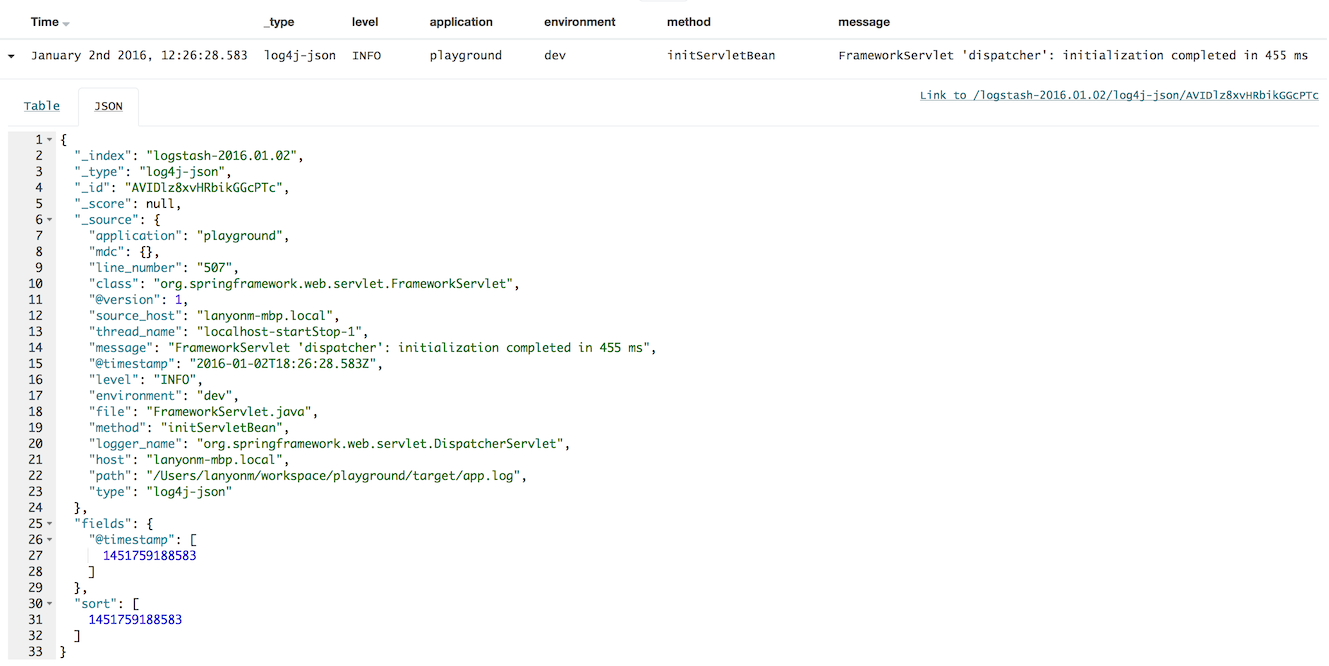 Time _type level application environment method message
January 2nd 2016, 12:26:28.583 log4j-json INFO playground dev initServletBean FrameworkServlet 'dispatcher': initialization completed in 455 ms
Table JSON Link to /logstash-2016.01.02/log4j-json/AVIDlz8xvHRbikGGcPTc
1 {
2 "_index": "logstash-2016.01.02",
3 "_type": "log4j-json",
4 "_id": "AVIDlz8xvHRbikGGcPTc",
5 "_score": null,
6 "_source": {
7 "application": "playground",
8 "mdc": {},
9 "line_number": "507",
10 "class": "org.springframework.web.servlet.FrameworkServlet",
11 "@version": 1,
12 "source_host": "lanyonm-mbp.local",
13 "thread_name": "localhost-startStop-1",
14 "message": "FrameworkServlet 'dispatcher': initialization completed in 455 ms",
15 "@timestamp": "2016-01-02T18:26:28.583Z",
16 "level": "INFO",
17 "environment": "dev",
18 "file": "FrameworkServlet.java",
19 "method": "initServletBean",
20 "logger_name": "org.springframework.web.servlet.DispatcherServlet",
21 "host": "lanyonm-mbp.local",
22 "path": "/Users/lanyonm/workspace/playground/target/app.log",
23 "type": "log4j-json"
24 },
25 "fields": {
26 "@timestamp": [
27 1451759188583
28 ]
29 },
30 "sort": [
31 1451759188583
32 ]
33 }